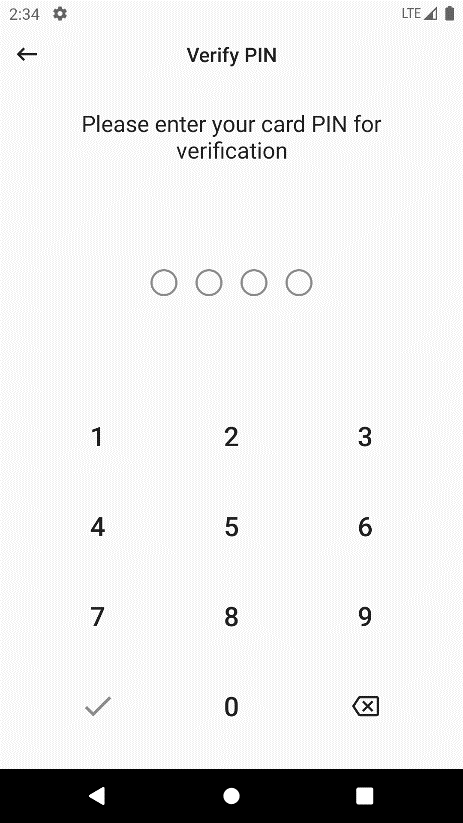 2:34 LTE
Verify PIN
Please enter your card PIN for
verification
1 2 3
4 5 6
7 8 9
0